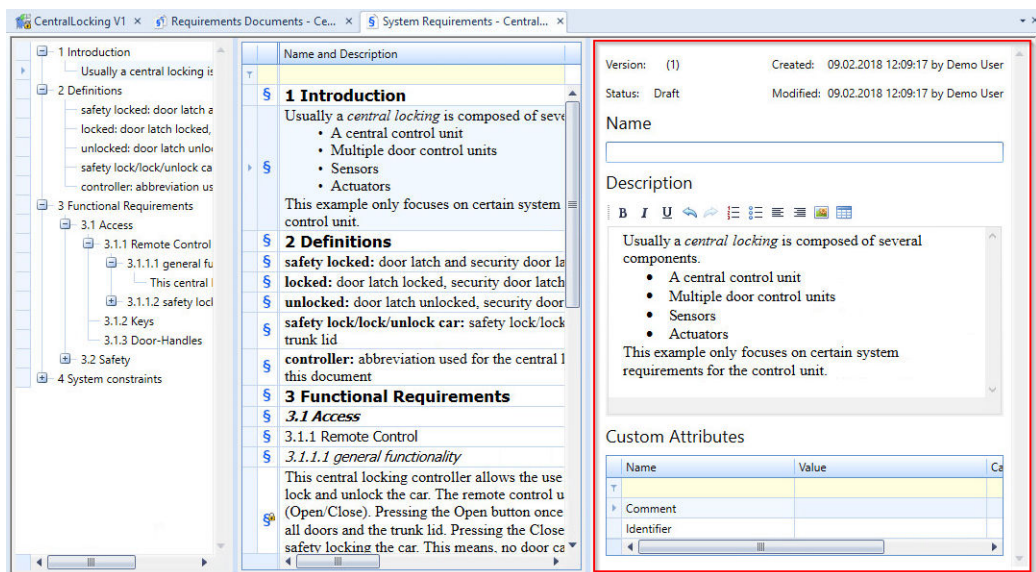 CentralLocking V1 × Requirements Documents - Ce... × System Requirements - Central... ×
1 Introduction
Usually a central locking is
2 Definitions
safety locked: door latch a
locked: door latch locked,
unlocked: door latch unlo
safety lock/lock/unlock ca
controller: abbreviation us
3 Functional Requirements
3.1 Access
3.1.1 Remote Control
3.1.1.1 general fu
This central l
3.1.1.2 safety locl
3.1.2 Keys
3.1.3 Door-Handles
3.2 Safety
4 System constraints
Name and Description
§ 1 Introduction
Usually a central locking is composed of seve
• A central control unit
• Multiple door control units
§ • Sensors
• Actuators
This example only focuses on certain system
control unit.
§ 2 Definitions
§ safety locked: door latch and security door la
§ locked: door latch locked, security door latch
§ unlocked: door latch unlocked, security door
§ safety lock/lock/unlock car: safety lock/lock
trunk lid
§ controller: abbreviation used for the central l
this document
§ 3 Functional Requirements
§ 3.1 Access
§ 3.1.1 Remote Control
§ 3.1.1.1 general functionality
This central locking controller allows the use
lock and unlock the car. The remote control u
§ (Open/Close). Pressing the Open button once
all doors and the trunk lid. Pressing the Close
safety locking the car. This means, no door ca
Version: (1) Created: 09.02.2018 12:09:17 by Demo User
Status: Draft Modified: 09.02.2018 12:09:17 by Demo User
Name
Description
B I U
Usually a central locking is composed of several
components.
• A central control unit
• Multiple door control units
• Sensors
• Actuators
This example only focuses on certain system
requirements for the control unit.
Custom Attributes
Name Value Ca
Comment
Identifier